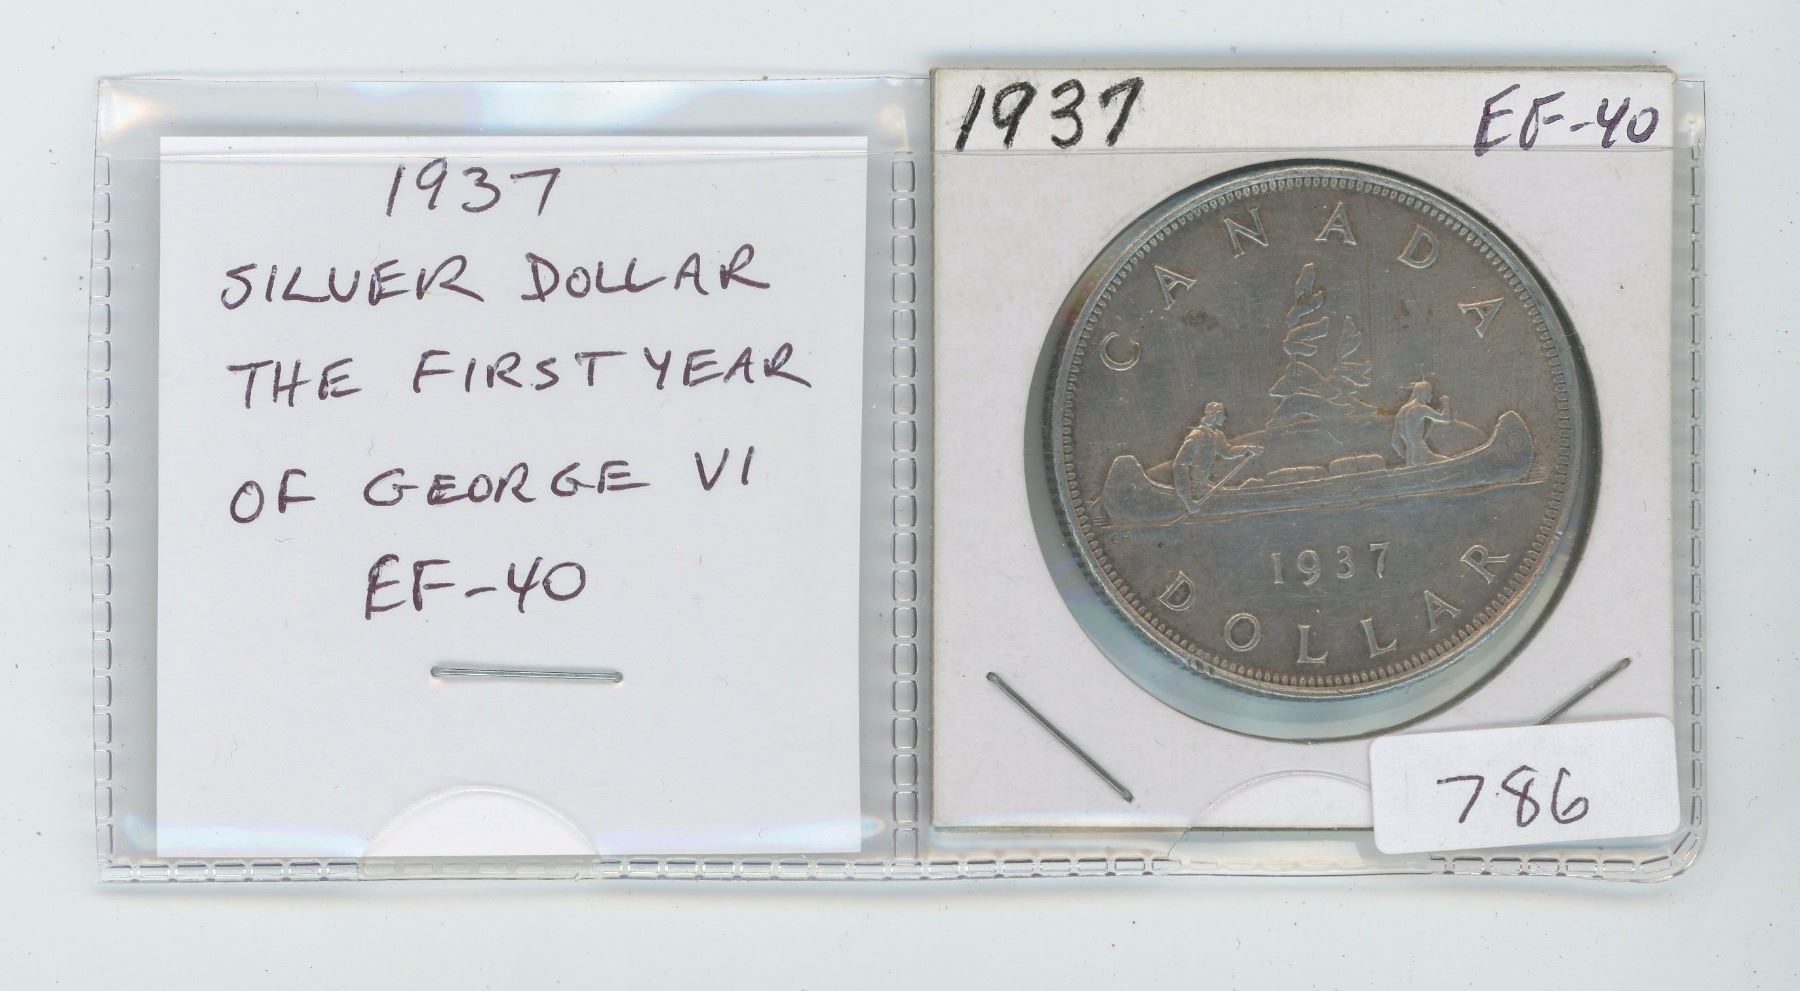 1937
SILVER DOLLAR
THE FIRST YEAR
OF GEORGE VI
EF-40
1937
EF-40
CANADA
1937
DOLLAR
786